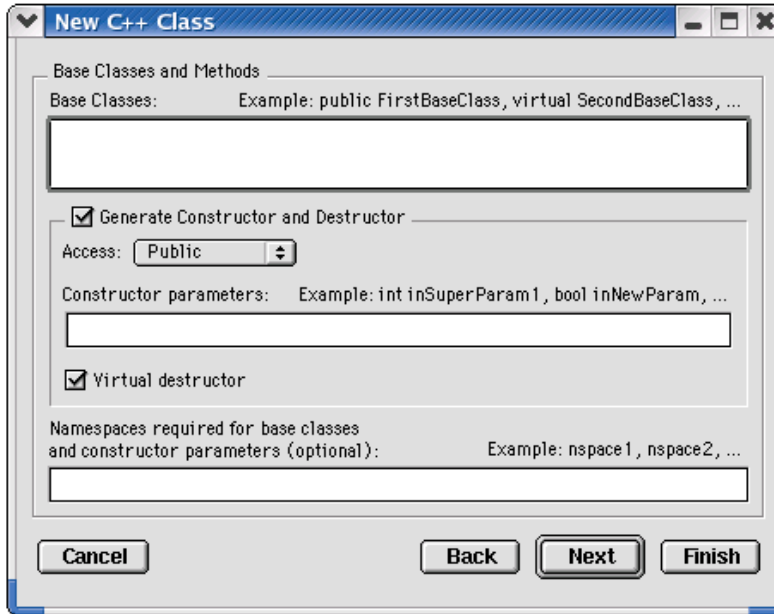 New C++ Class
Base Classes and Methods
Base Classes: Example: public FirstBaseClass, virtual SecondBaseClass, ...
Generate Constructor and Destructor
Access: Public
Constructor parameters: Example: int inSuperParam1, bool inNewParam, ...
Virtual destructor
Namespaces required for base classes
and constructor parameters (optional): Example: nspace1, nspace2, ...
Cancel Back Next Finish